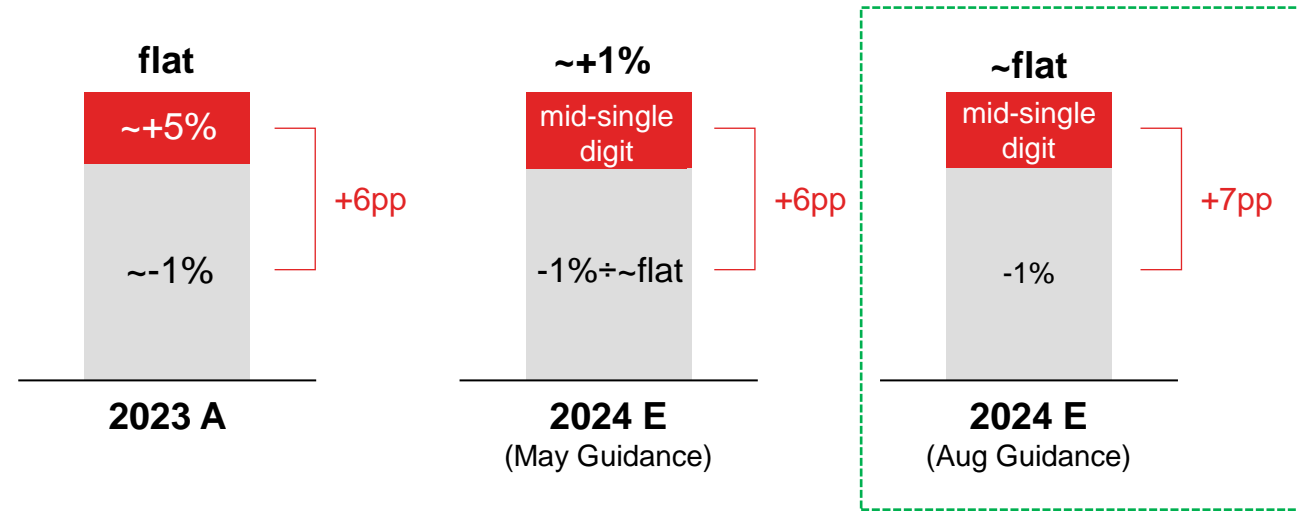 flat
~+5%
+6pp
~-1%
2023 A
~+1%
mid-single
digit
+6pp
-1%÷~flat
2024 E
(May Guidance)
~flat
mid-single
digit
+7pp
-1%
2024 E
(Aug Guidance)